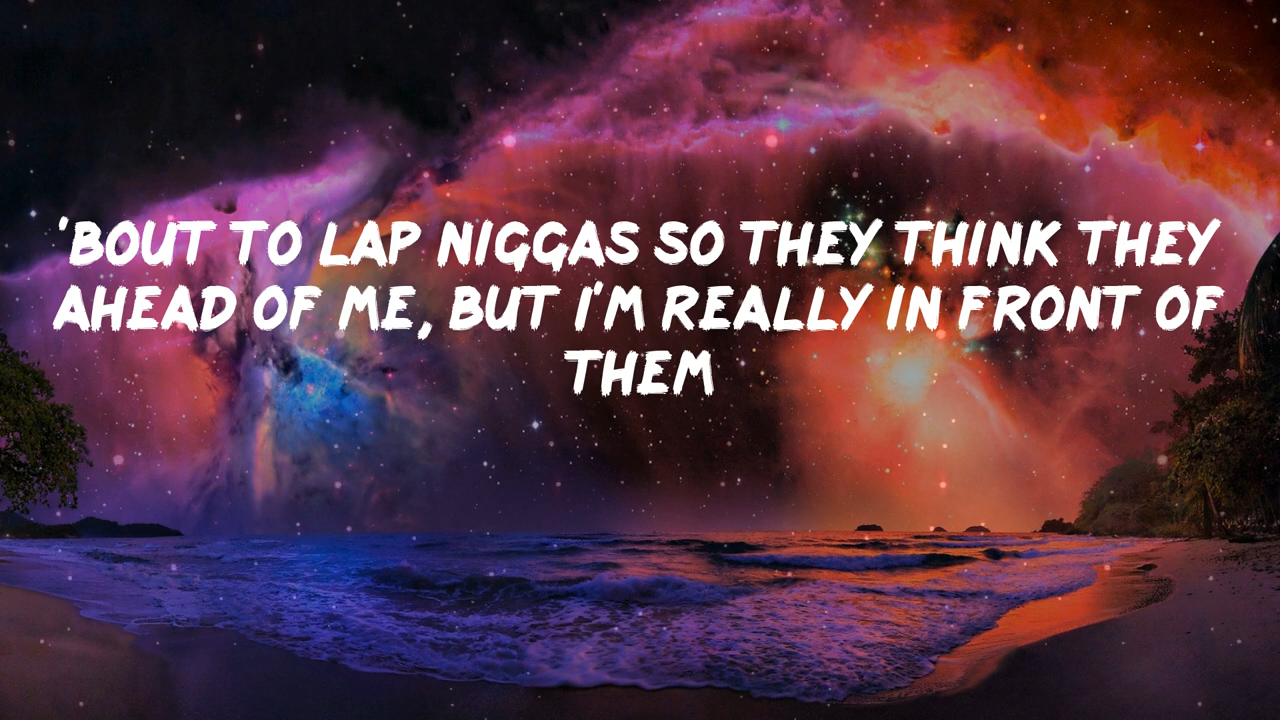 'BOUT TO LAP NIGGAS SO THEY THINK THEY
AHEAD OF ME, BUT I'M REALLY IN FRONT OF
THEM